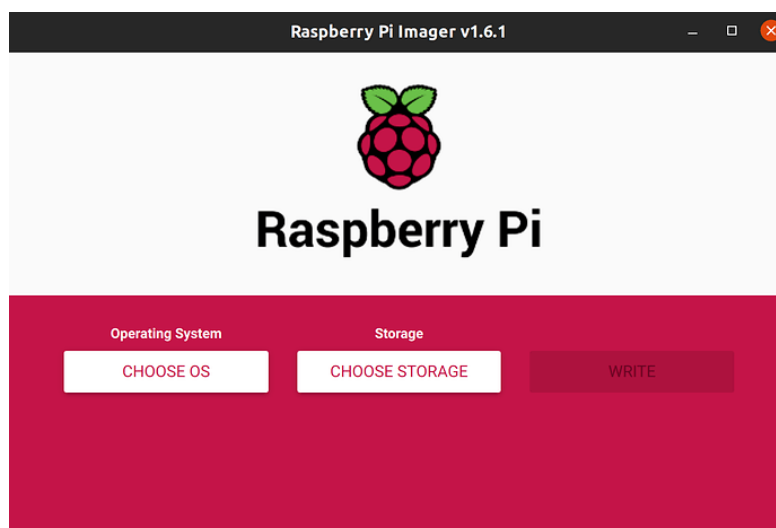 Raspberry Pi Imager v1.6.1
Raspberry Pi
Operating System
Storage
CHOOSE OS
CHOOSE STORAGE
WRITE